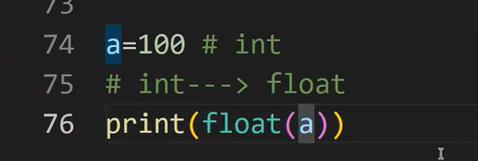 73
74 a=100 # int
75 # int---> float
76 print(float(a))